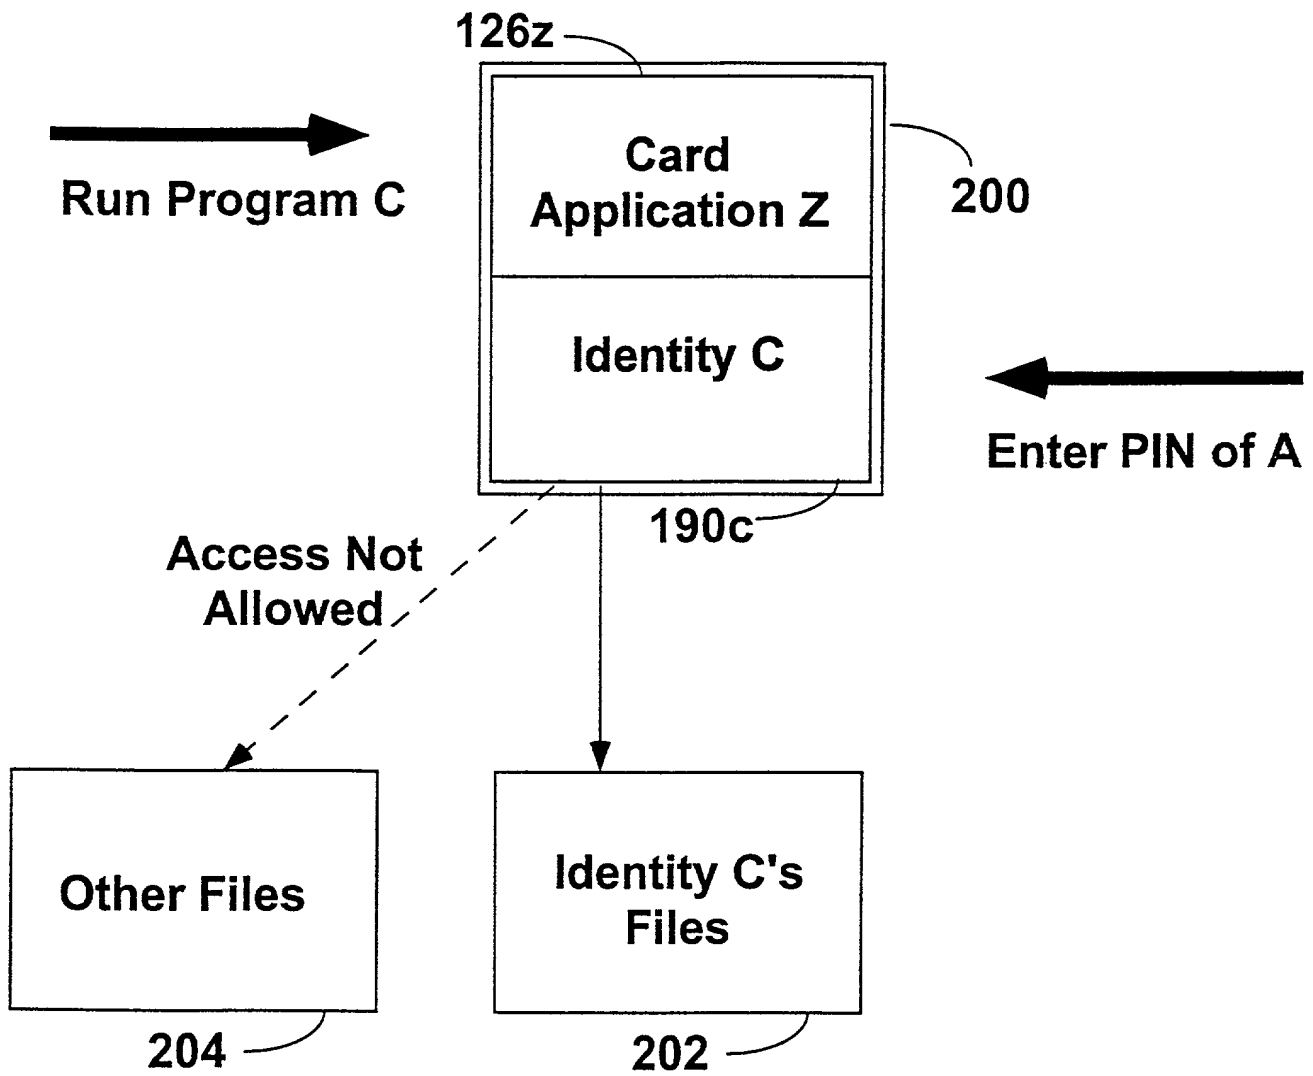 126z
Card
Application Z
Run Program C
200
Identity C
Enter PIN of A
190c
Access Not
Allowed
Other Files
Identity C's
Files
204
202